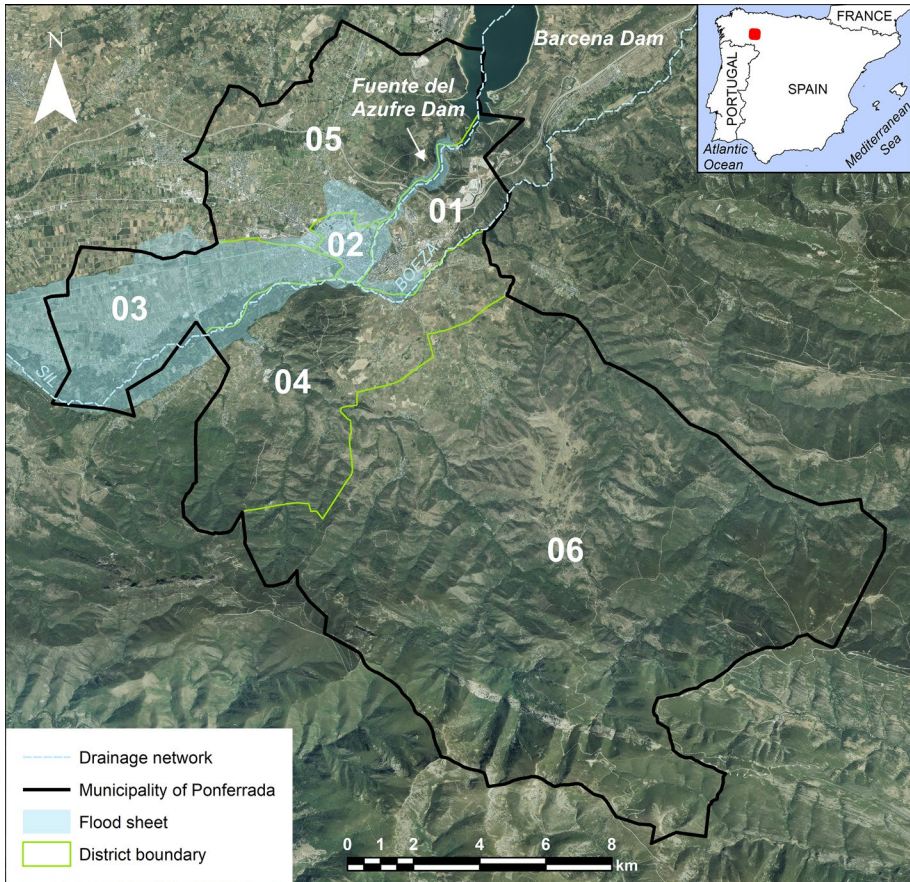 N
Barcena Dam
Fuente del
Azufre Dam
05
01
02
BOEZA
03
SIL
04
06
FRANCE
PORTUGAL
SPAIN
Atlantic
Ocean
Mediterranean
Sea
Drainage network
Municipality of Ponferrada
Flood sheet
District boundary
0 1 2 4 6 8
km